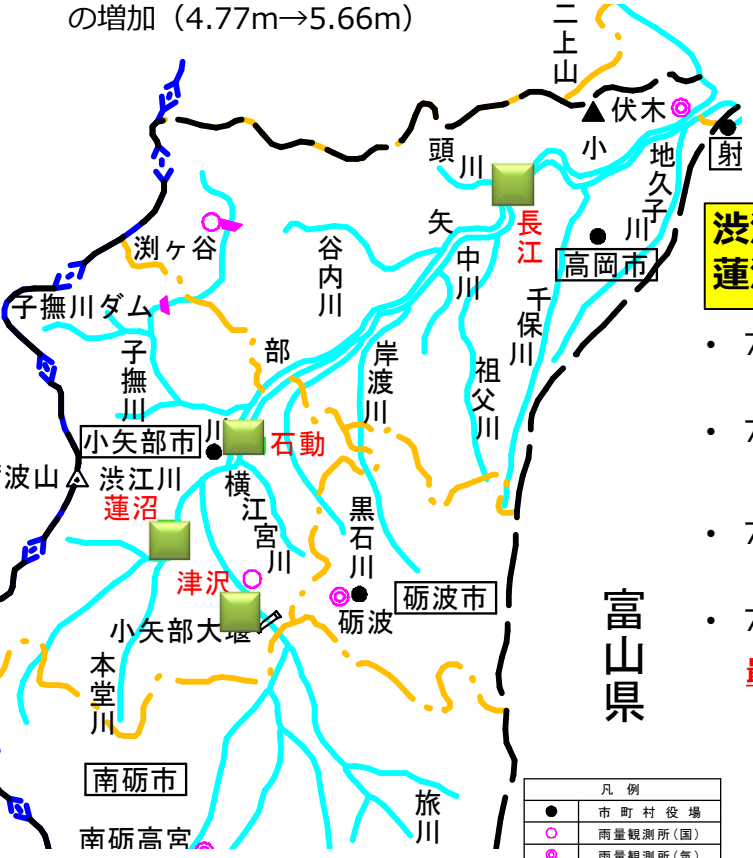 の増加（4.77m→5.66m）
二上山
伏木
小
矢
部
川
頭川
長江
地久子川
射
高岡市
渕ヶ谷
谷内川
中川
千保川
子撫川ダム
子撫川
岸渡川
祖父川
小矢部市
石動
波山
渋江川
蓮沼
横江宮川
黒石川
津沢
砺波市
砺波
小矢部大堰
本堂川
富山県
南砺市
旅川
南砺高宮
渋
蓮
・
・
・
・
凡例
市町村役場
雨量観測所(国)
雨量観測所(気)